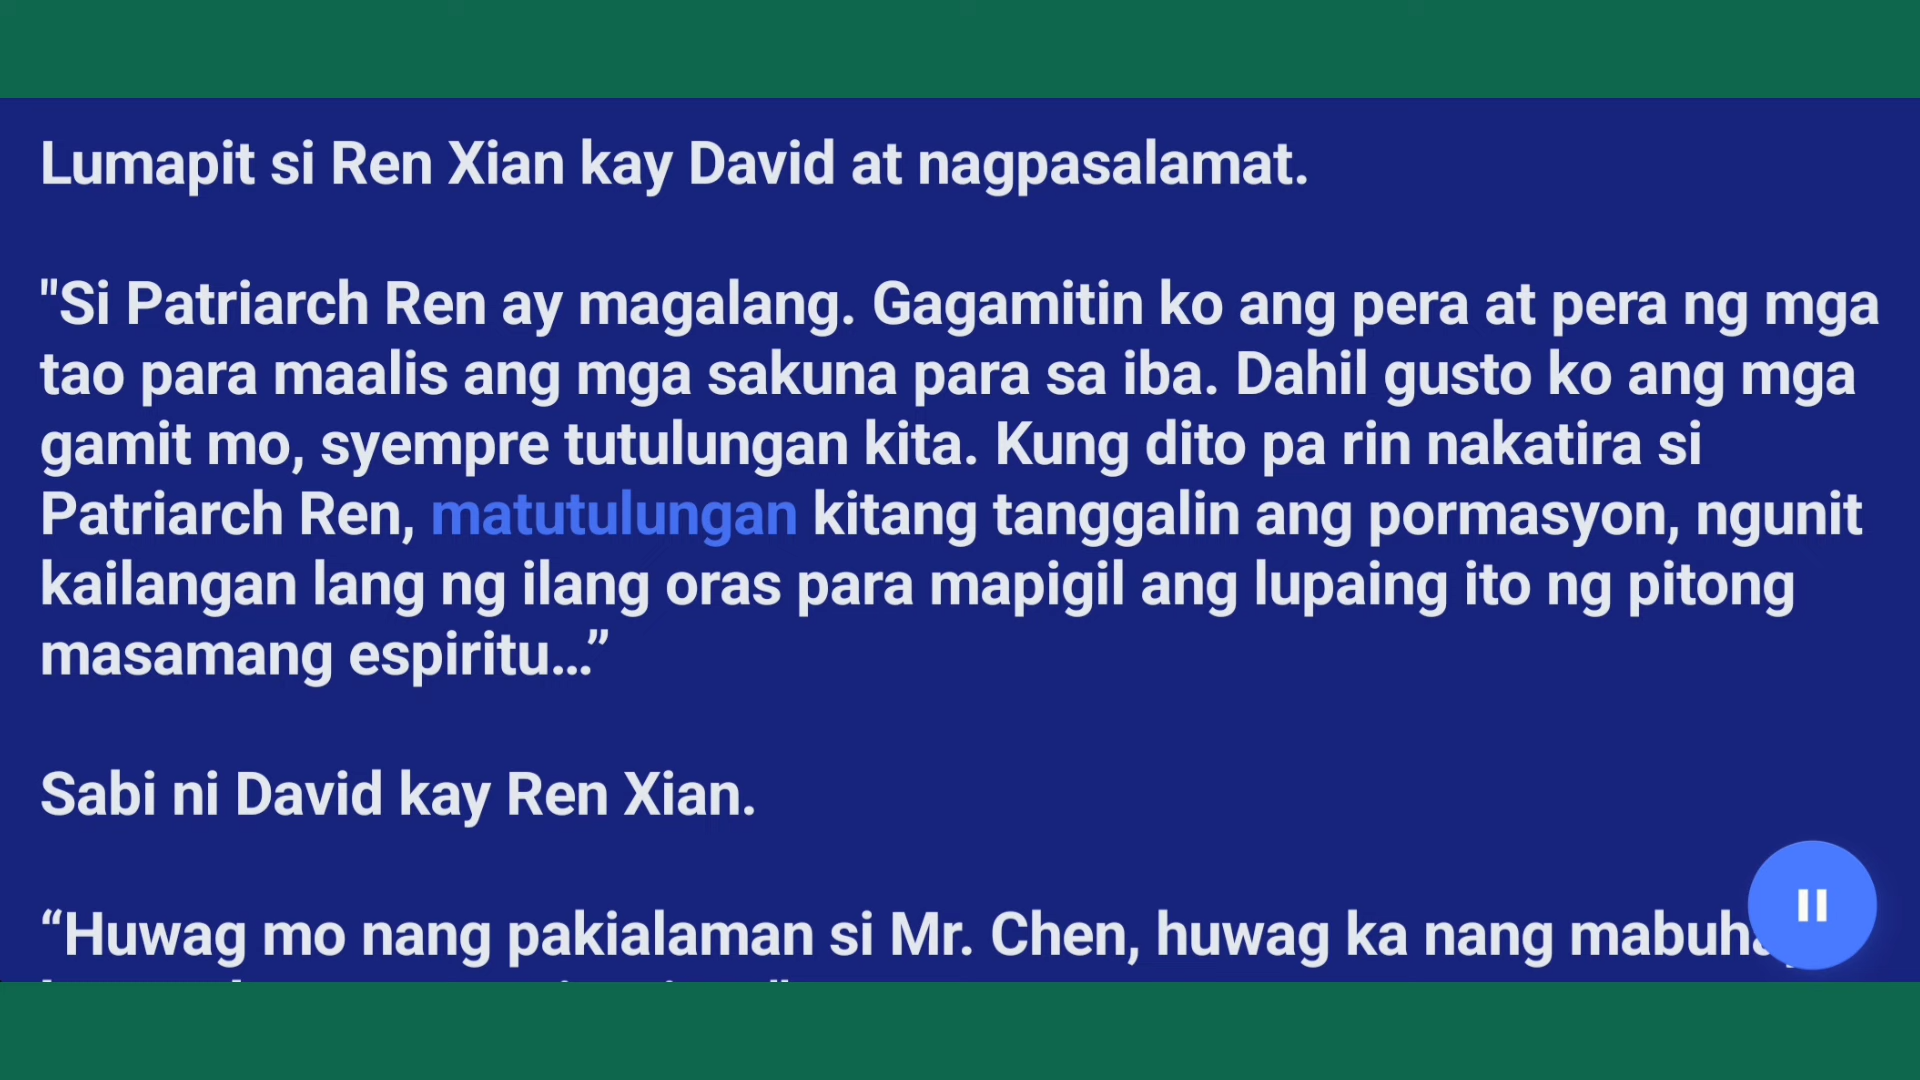 Lumapit si Ren Xian kay David at nagpasalamat.
"Si Patriarch Ren ay magalang. Gagamitin ko ang pera at pera ng mga
tao para maalis ang mga sakuna para sa iba. Dahil gusto ko ang mga
gamit mo, syempre tutulungan kita. Kung dito pa rin nakatira si
Patriarch Ren, matutulungan kitang tanggalin ang pormasyon, ngunit
kailangan lang ng ilang oras para mapigil ang lupaing ito ng pitong
masamang espiritu…”
Sabi ni David kay Ren Xian.
“Huwag mo nang pakialaman si Mr. Chen, huwag ka nang